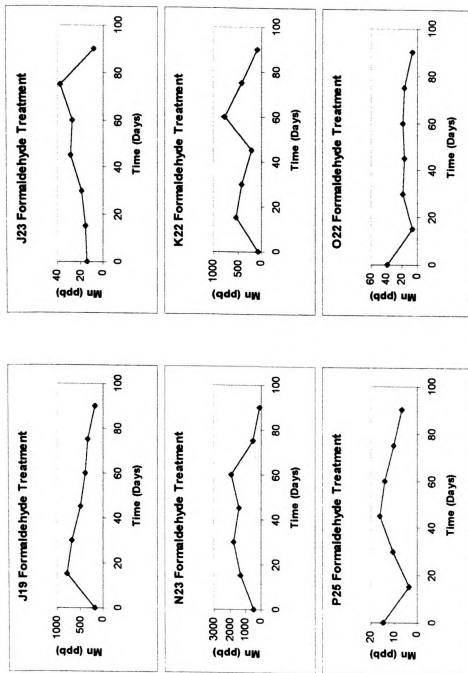 J19 Formaldehyde Treatment
Mn (ppb)
1000
500
0
0 20 40 60 80 100
Time (Days)
J23 Formaldehyde Treatment
Mn (ppb)
40
20
0
0 20 40 60 80 100
Time (Days)
N23 Formaldehyde Treatment
Mn (ppb)
3000
2000
1000
0
0 20 40 60 80 100
Time (Days)
K22 Formaldehyde Treatment
Mn (ppb)
1000
500
0
0 20 40 60 80 100
Time (Days)
P25 Formaldehyde Treatment
Mn (ppb)
20
10
0
0 20 40 60 80 100
Time (Days)
O22 Formaldehyde Treatment
Mn (ppb)
60
40
20
0
0 20 40 60 80 100
Time (Days)